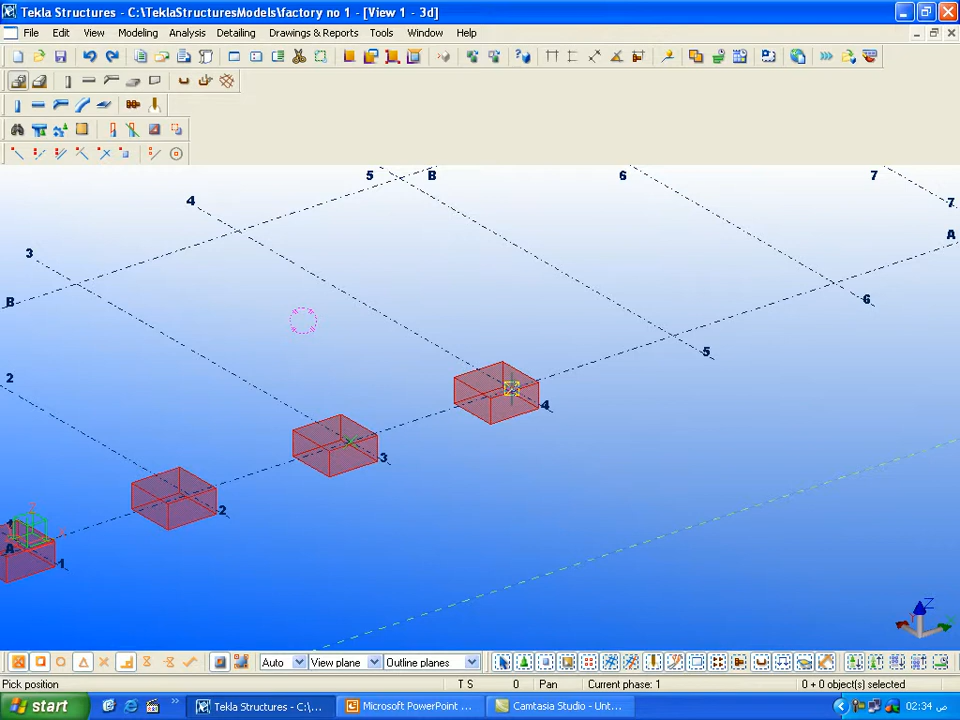 Tekla Structures - C:\TeklaStructuresModels\factory no 1 - [View 1 - 3d]
File Edit View Modeling Analysis Detailing Drawings & Reports Tools Window Help
5 B 6 7
4 7
A
3
B 6
5
2
4
3
2
1
A 1
Z
Auto View plane Outline planes
Pick position T S 0 Pan Current phase: 1 0 + 0 object(s) selected
start Tekla Structures - C:\... Microsoft PowerPoint ... Camtasia Studio - Unt... 02:34 ص